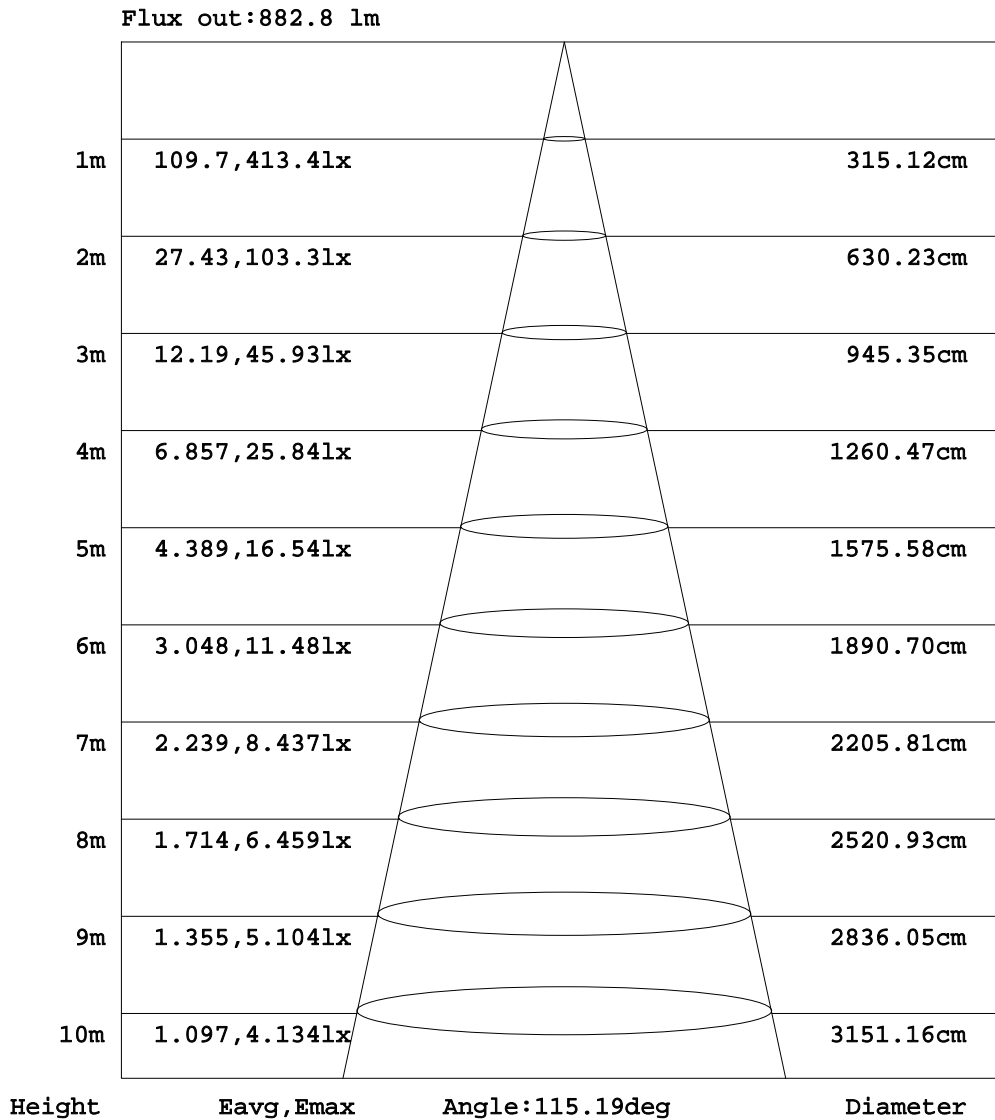 Flux out:882.8 lm
1m 109.7,413.4lx 315.12cm
2m 27.43,103.3lx 630.23cm
3m 12.19,45.93lx 945.35cm
4m 6.857,25.84lx 1260.47cm
5m 4.389,16.54lx 1575.58cm
6m 3.048,11.48lx 1890.70cm
7m 2.239,8.437lx 2205.81cm
8m 1.714,6.459lx 2520.93cm
9m 1.355,5.104lx 2836.05cm
10m 1.097,4.134lx 3151.16cm
Height Eavg,Emax Angle:115.19deg Diameter